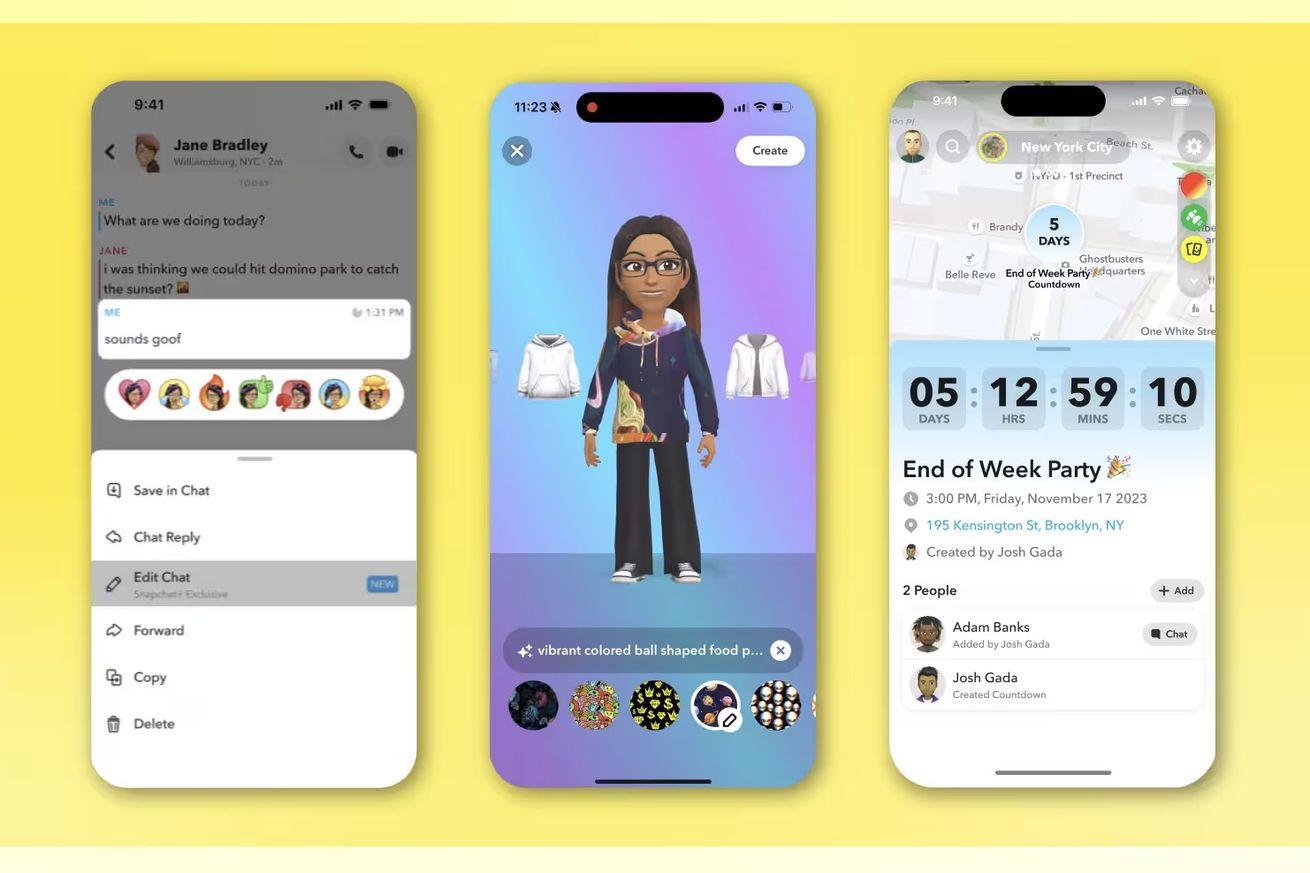 9:41
Jane Bradley
Williamsburg, NYC · 2m
TODAY
ME
What are we doing today?
JANE
i was thinking we could hit domino park to catch
the sunset? 🌇
ME 1:31 PM
sounds goof
Save in Chat
Chat Reply
Edit Chat
Snapchat+ Exclusive
NEW
Forward
Copy
Delete
11:23
Create
vibrant colored ball shaped food p...
9:41
New York City
Beach St.
NYPD - 1st Precinct
Brandy
5
DAYS
End of Week Party 🎉
Countdown
Ghostbusters
Headquarters
Belle Reve
One White Stre
05 : 12 : 59 : 10
DAYS HRS MINS SECS
End of Week Party 🎉
3:00 PM, Friday, November 17 2023
195 Kensington St, Brooklyn, NY
Created by Josh Gada
2 People
+ Add
Adam Banks
Added by Josh Gada
Chat
Josh Gada
Created Countdown